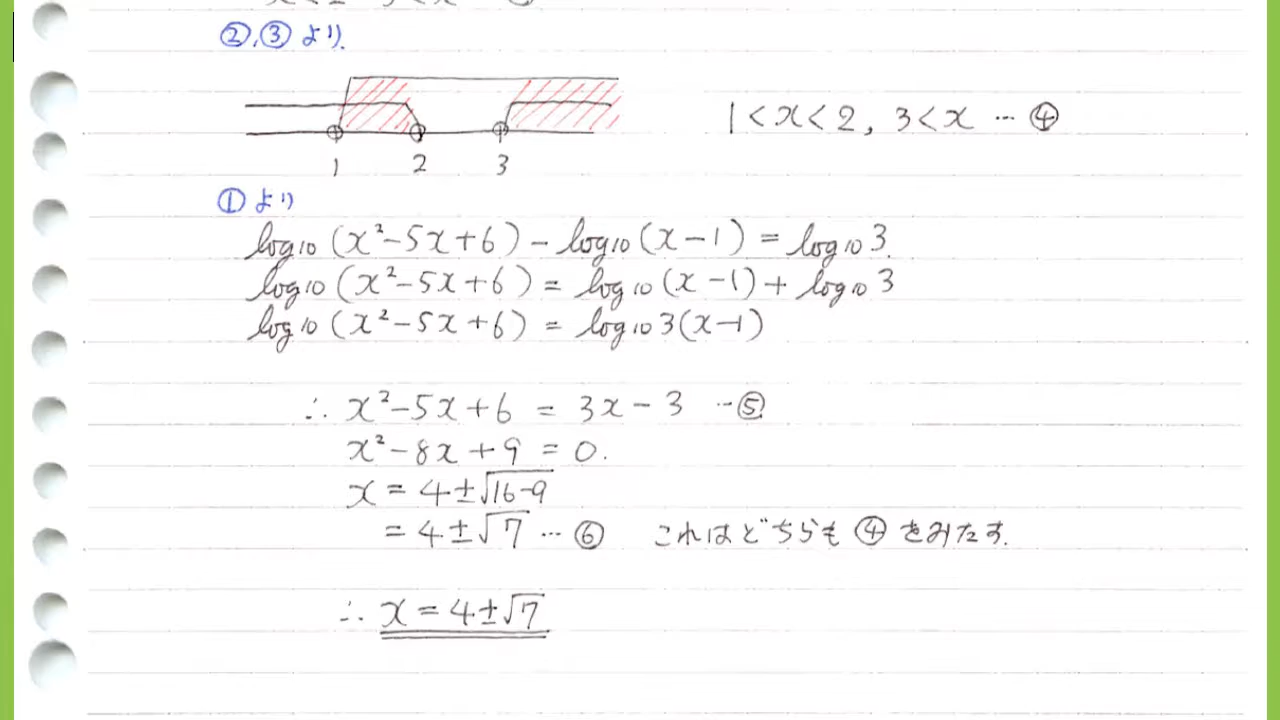 ②,③ より
1 < x < 2, 3 < x … ④
1 2 3
① より
log₁₀(x²-5x+6) - log₁₀(x-1) = log₁₀3
log₁₀(x²-5x+6) = log₁₀(x-1) + log₁₀3
log₁₀(x²-5x+6) = log₁₀3(x-1)
∴ x²-5x+6 = 3x-3 …⑤
x²-8x+9 = 0.
x = 4±√16-9
= 4±√7 … ⑥ これはどちらも ④ をみたす.
∴ x = 4±√7